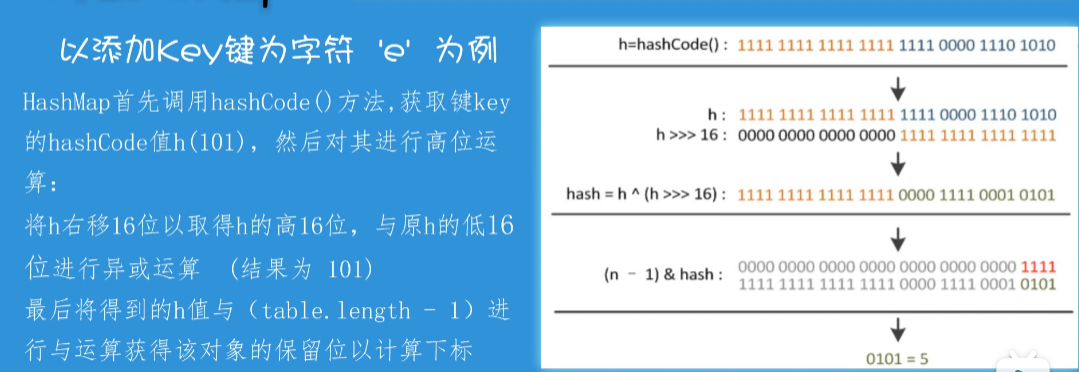 以添加Key键为字符 'e' 为例
HashMap首先调用hashCode()方法,获取键key
的hashCode值h(101), 然后对其进行高位运
算:
将h右移16位以取得h的高16位, 与原h的低16
位进行异或运算 (结果为 101)
最后将得到的h值与（table.length - 1）进
行与运算获得该对象的保留位以计算下标
h=hashCode() : 1111 1111 1111 1111 1111 0000 1110 1010
h : 1111 1111 1111 1111 1111 0000 1110 1010
h >>> 16 : 0000 0000 0000 0000 1111 1111 1111 1111
hash = h ^ (h >>> 16) : 1111 1111 1111 1111 0000 1111 0001 0101
(n - 1) & hash : 0000 0000 0000 0000 0000 0000 0000 1111
1111 1111 1111 1111 0000 1111 0001 0101
0101 = 5